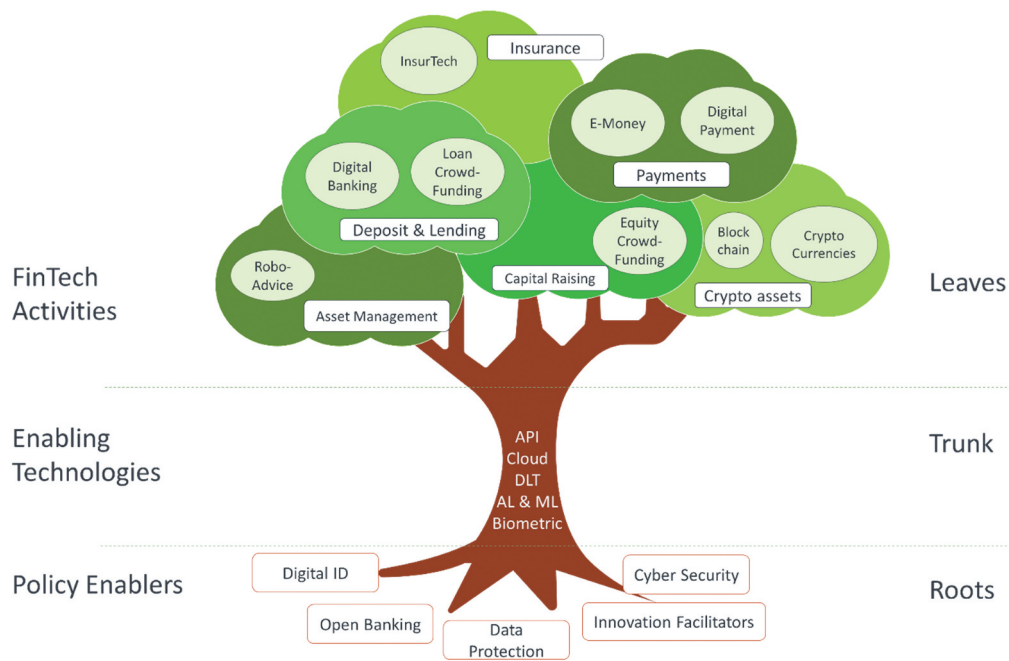 InsurTech
Insurance
E-Money
Digital
Payment
Payments
Digital
Banking
Loan
Crowd-
Funding
Deposit & Lending
Equity
Crowd-
Funding
Capital Raising
Block
chain
Crypto
Currencies
Crypto assets
Robo-
Advice
Asset Management
FinTech
Activities
Leaves
Enabling
Technologies
API
Cloud
DLT
AL & ML
Biometric
Trunk
Policy Enablers
Digital ID
Open Banking
Data
Protection
Cyber Security
Innovation Facilitators
Roots